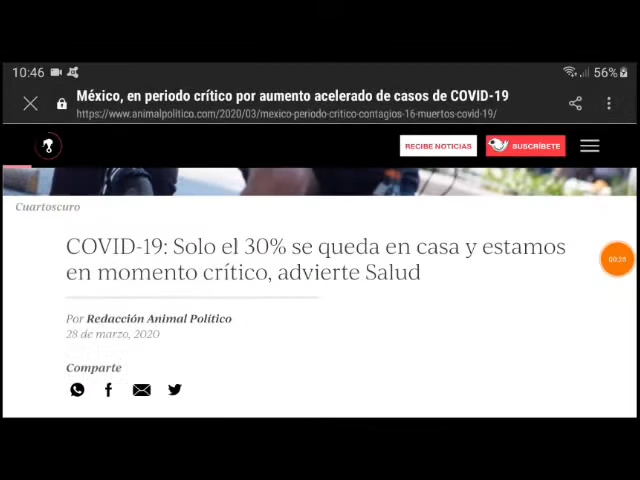 10:46
56%
México, en periodo crítico por aumento acelerado de casos de COVID-19
https://www.animalpolitico.com/2020/03/mexico-periodo-critico-contagios-16-muertos-covid-19/
RECIBE NOTICIAS
SUSCRÍBETE
Cuartoscuro
COVID-19: Solo el 30% se queda en casa y estamos
en momento crítico, advierte Salud
Por Redacción Animal Político
28 de marzo, 2020
Comparte